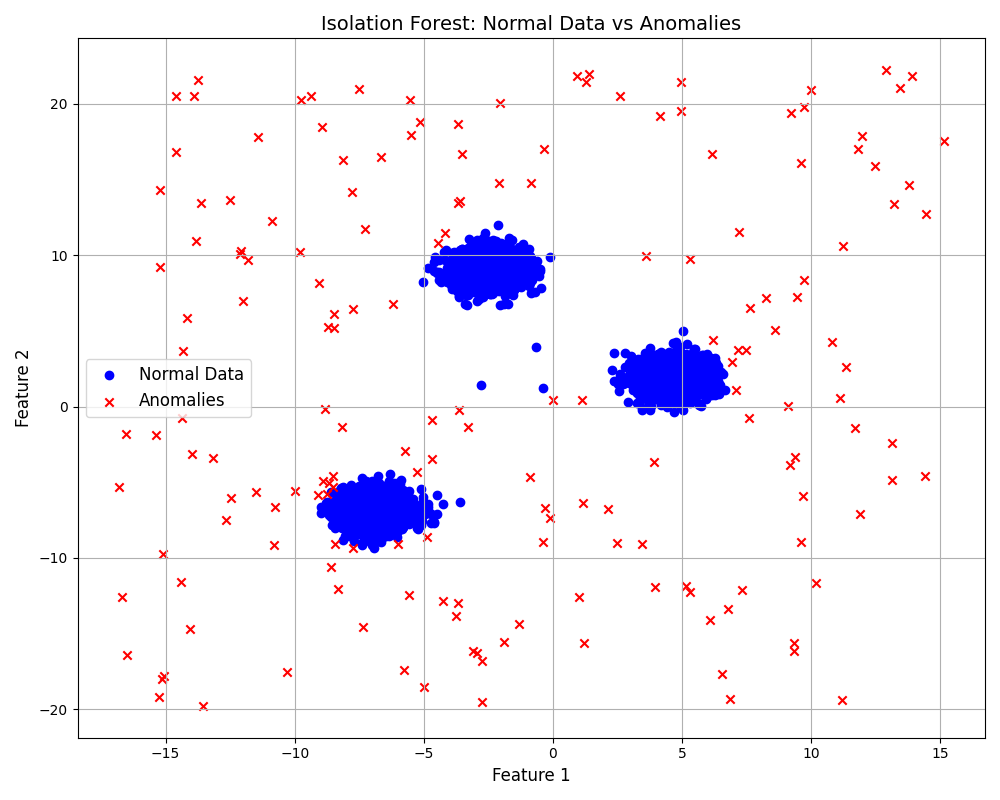 Isolation Forest: Normal Data vs Anomalies
20
10
0
−10
−20
Feature 2
Normal Data
Anomalies
−15 −10 −5 0 5 10 15
Feature 1